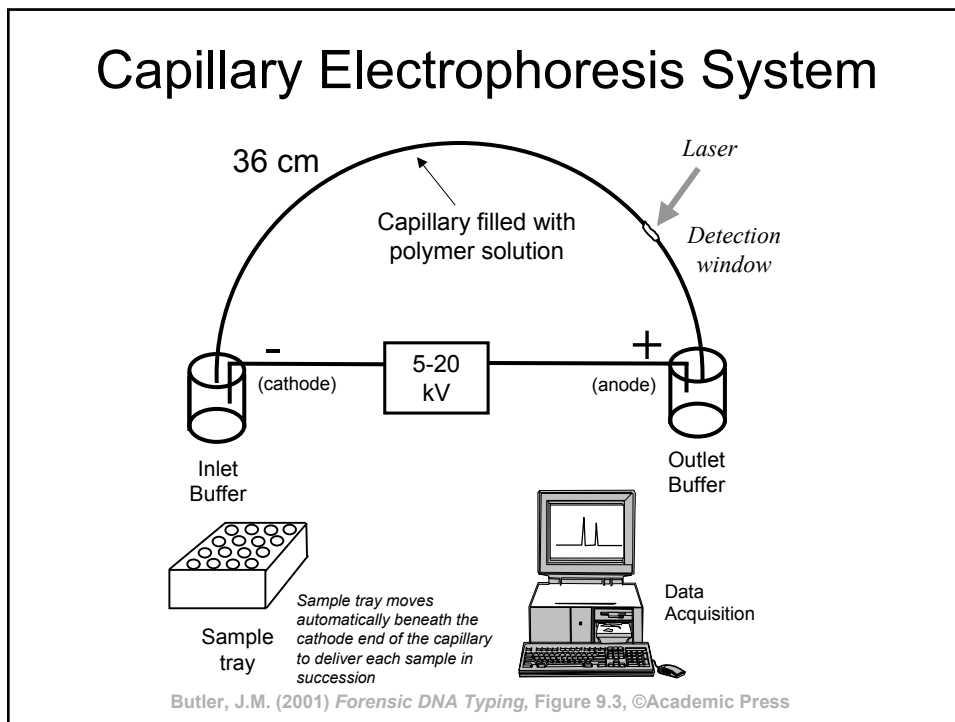 Capillary Electrophoresis System
36 cm
Laser
Capillary filled with
polymer solution
Detection
window
-
+
(cathode)
5-20
kV
(anode)
Inlet
Buffer
Outlet
Buffer
Sample
tray
Sample tray moves
automatically beneath the
cathode end of the capillary
to deliver each sample in
succession
Data
Acquisition
Butler, J.M. (2001) Forensic DNA Typing, Figure 9.3, ©Academic Press